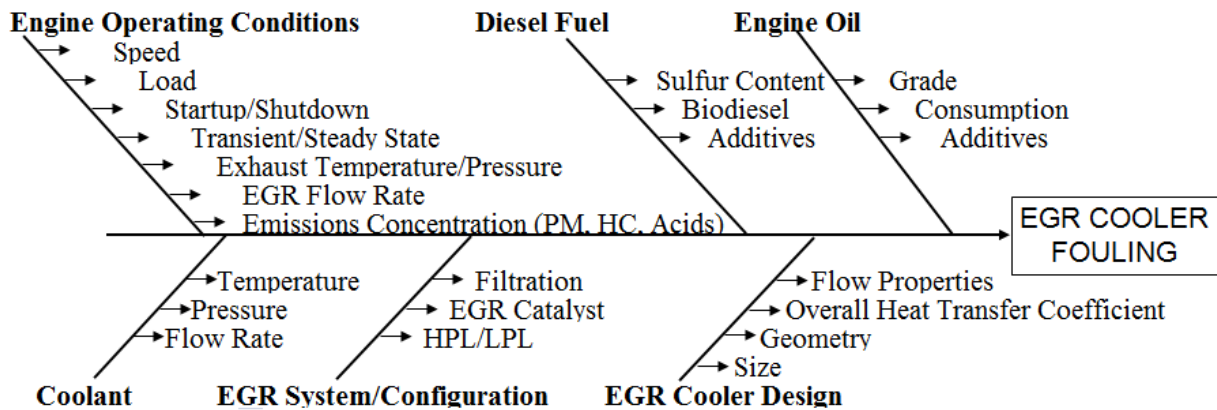 Engine Operating Conditions
Speed
Load
Startup/Shutdown
Transient/Steady State
Exhaust Temperature/Pressure
EGR Flow Rate
Emissions Concentration (PM, HC, Acids)
Diesel Fuel
Sulfur Content
Biodiesel
Additives
Engine Oil
Grade
Consumption
Additives
EGR COOLER
FOULING
Temperature
Pressure
Flow Rate
Coolant
Filtration
EGR Catalyst
HPL/LPL
EGR System/Configuration
Flow Properties
Overall Heat Transfer Coefficient
Geometry
Size
EGR Cooler Design